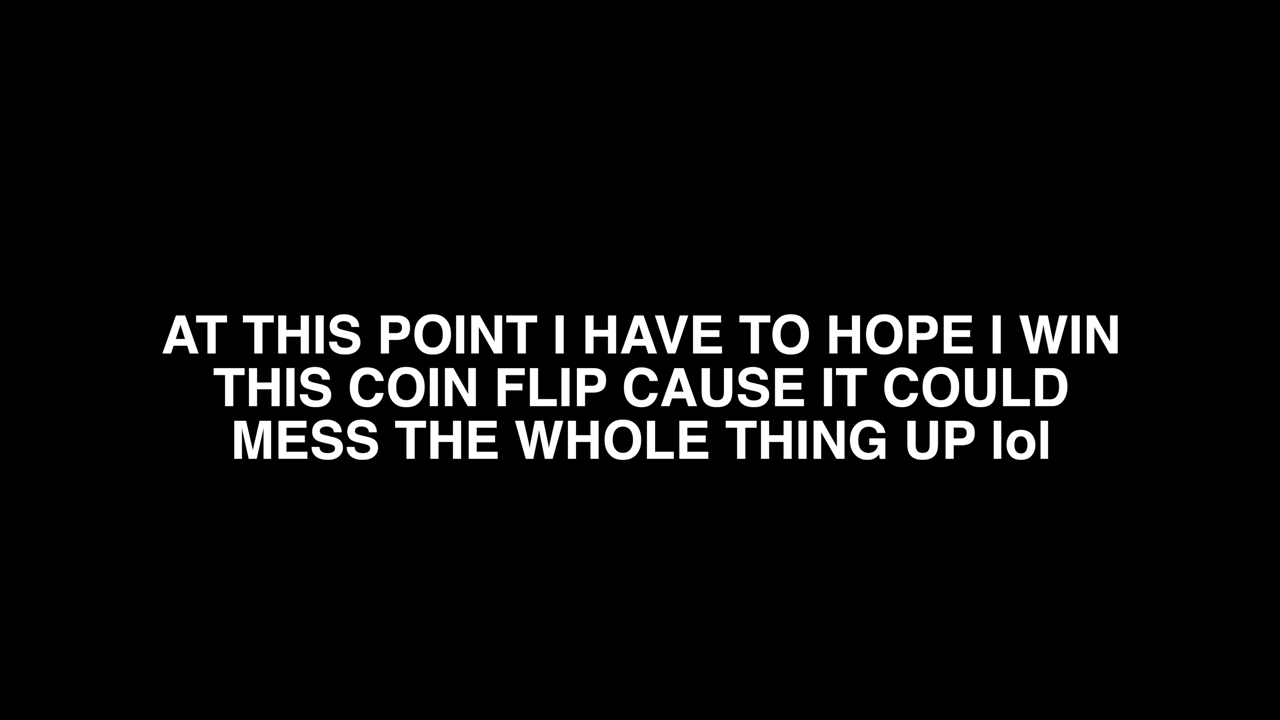 AT THIS POINT I HAVE TO HOPE I WIN
THIS COIN FLIP CAUSE IT COULD
MESS THE WHOLE THING UP lol